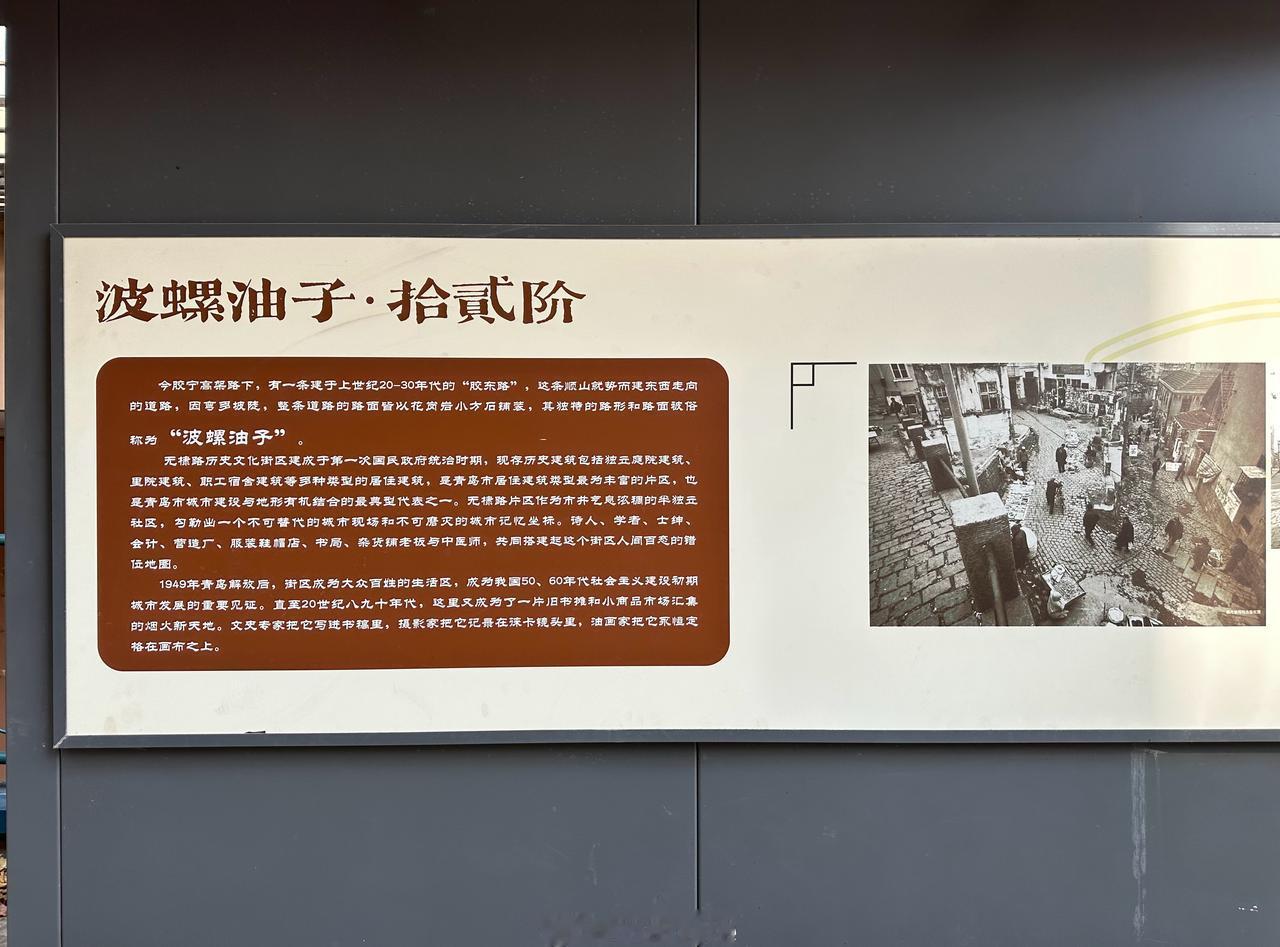 波螺油子·拾貳阶
今胶宁高架路下，有一条建于上世纪20-30年代的“胶东路”，这条顺山就势而建东西走向
的道路，因弯多坡陡，整条道路的路面皆以花岗岩小方石铺装，其独特的路形和路面被俗
称为“波螺油子”。
无棣路历史文化街区建成于第一次国民政府统治时期，现存历史建筑包括独立庭院建筑、
里院建筑、职工宿舍建筑等多种类型的居住建筑，是青岛市居住建筑类型最为丰富的片区，也
是青岛市城市建设与地形有机结合的最典型代表之一。无棣路片区作为市井气息浓稠的半独立
社区，勾勒出一个不可替代的城市现场和不可磨灭的城市记忆坐标。诗人、学者、士绅、
会计、营造厂、服装鞋帽店、书局、杂货铺老板与中医师，共同搭建起这个街区人间百态的错
位地图。
1949年青岛解放后，街区成为大众百姓的生活区，成为我国50、60年代社会主义建设初期
城市发展的重要见证。直至20世纪八九十年代，这里又成为了一片旧书摊和小商品市场汇集
的烟火新天地。文史专家把它写进书稿里，摄影家把它记录在徕卡镜头里，油画家把它永恒定
格在画布之上。